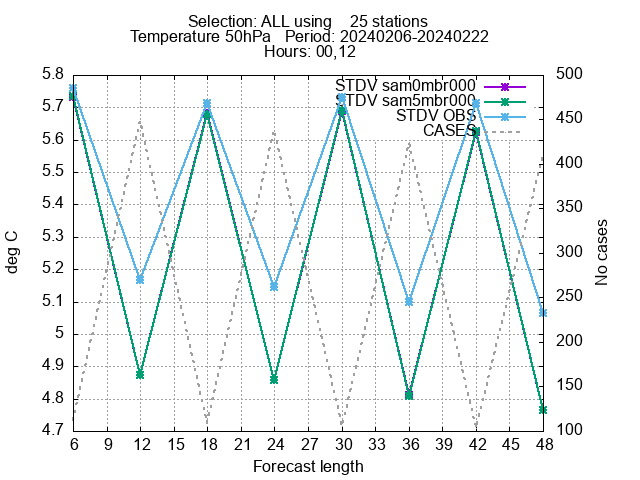 Selection: ALL using    25 stations
Temperature 50hPa   Period: 20240206-20240222
Hours: 00,12
STDV sam0mbr000
STDV sam5mbr000
STDV OBS
CASES
deg C
5.8
5.7
5.6
5.5
5.4
5.3
5.2
5.1
5
4.9
4.8
4.7
500
450
400
350
300
250
200
150
100
No cases
6 9 12 15 18 21 24 27 30 33 36 39 42 45 48
Forecast length